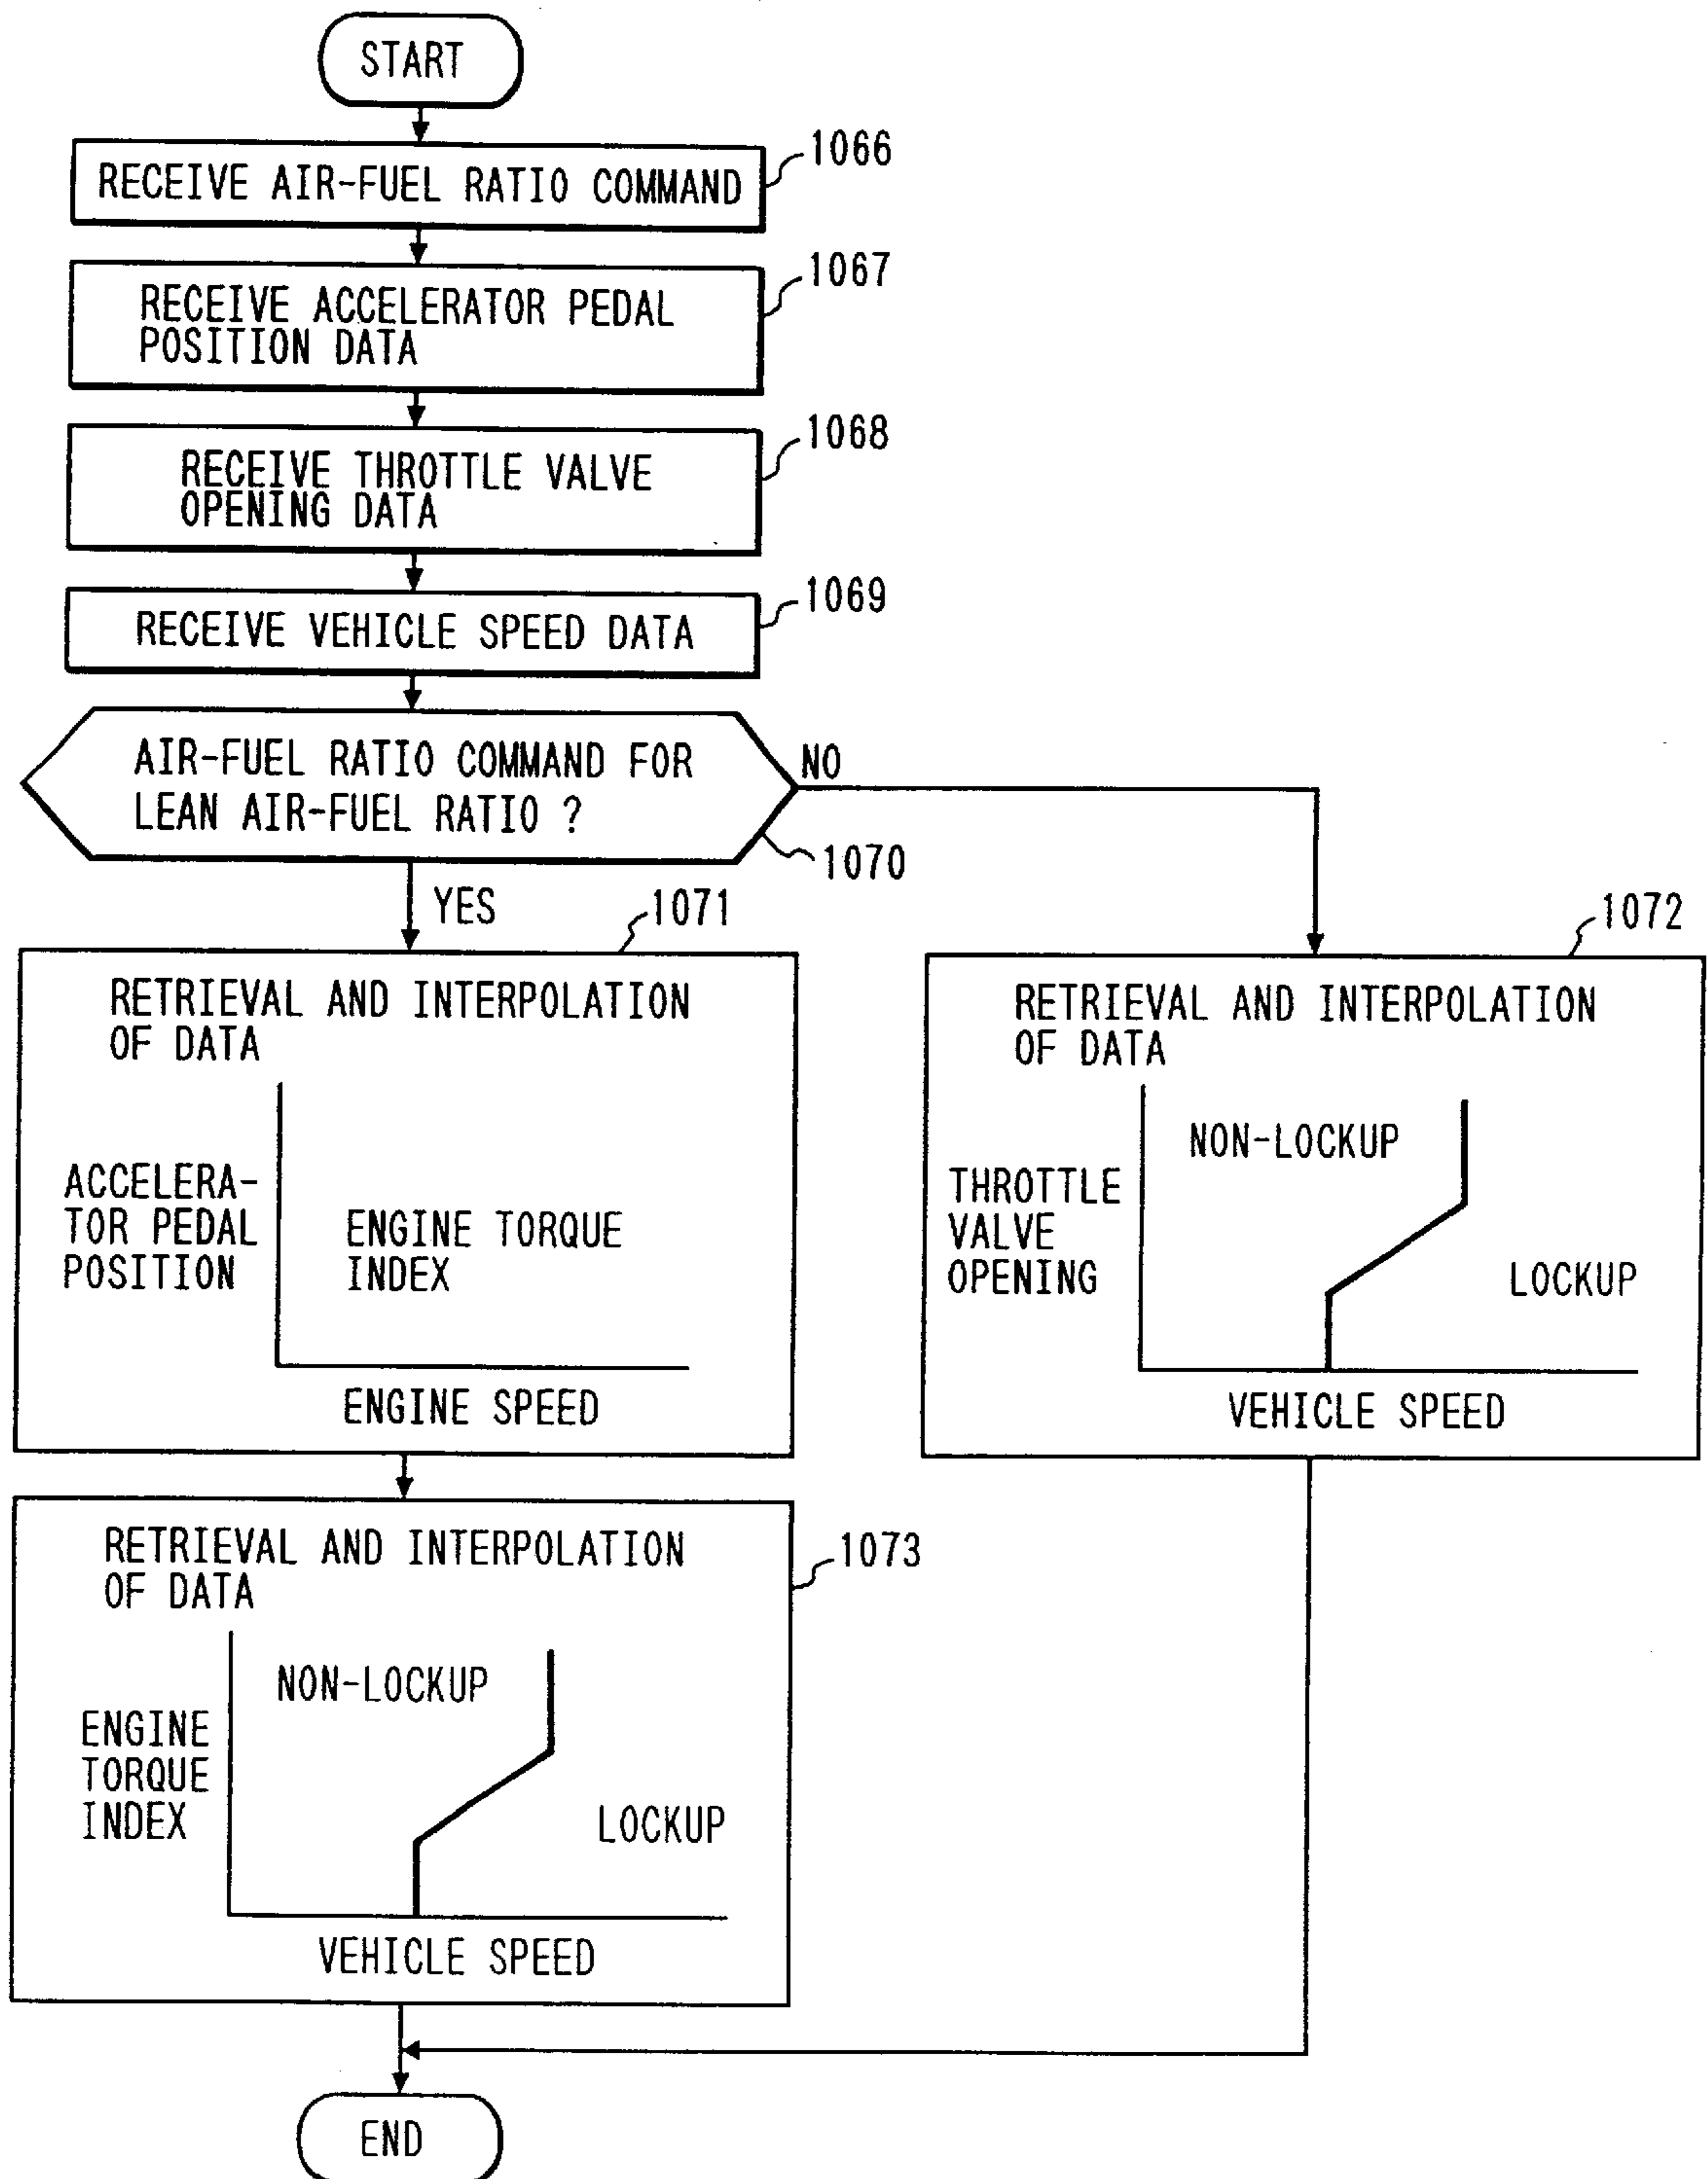 START
RECEIVE AIR-FUEL RATIO COMMAND
1066
RECEIVE ACCELERATOR PEDAL
POSITION DATA
1067
RECEIVE THROTTLE VALVE
OPENING DATA
1068
RECEIVE VEHICLE SPEED DATA
1069
AIR-FUEL RATIO COMMAND FOR
LEAN AIR-FUEL RATIO ?
NO
1070
YES
1071
RETRIEVAL AND INTERPOLATION
OF DATA
ACCELERA-
TOR PEDAL
POSITION
ENGINE TORQUE
INDEX
ENGINE SPEED
1072
RETRIEVAL AND INTERPOLATION
OF DATA
NON-LOCKUP
THROTTLE
VALVE
OPENING
LOCKUP
VEHICLE SPEED
1073
RETRIEVAL AND INTERPOLATION
OF DATA
NON-LOCKUP
ENGINE
TORQUE
INDEX
LOCKUP
VEHICLE SPEED
END